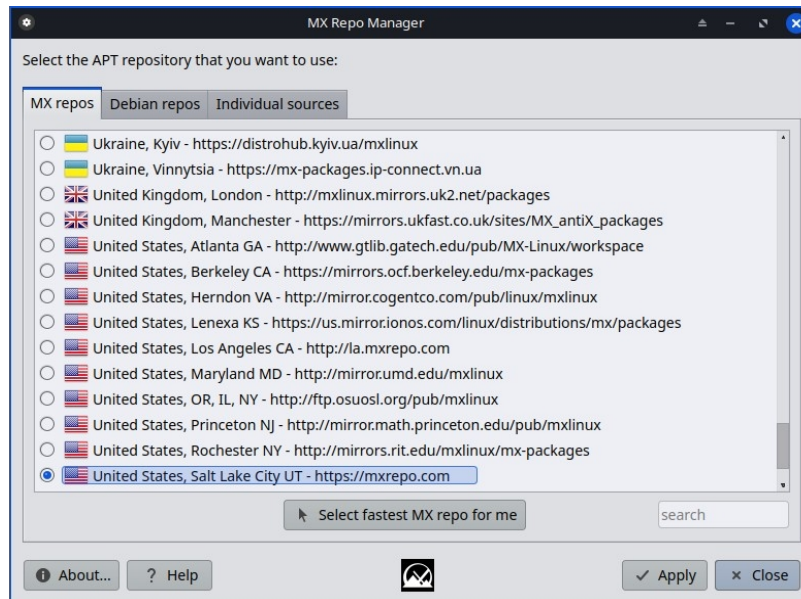 MX Repo Manager
Select the APT repository that you want to use:
MX repos Debian repos Individual sources
Ukraine, Kyiv - https://distrohub.kyiv.ua/mxlinux
Ukraine, Vinnytsia - https://mx-packages.ip-connect.vn.ua
United Kingdom, London - http://mxlinux.mirrors.uk2.net/packages
United Kingdom, Manchester - https://mirrors.ukfast.co.uk/sites/MX_antiX_packages
United States, Atlanta GA - http://www.gtlib.gatech.edu/pub/MX-Linux/workspace
United States, Berkeley CA - https://mirrors.ocf.berkeley.edu/mx-packages
United States, Herndon VA - http://mirror.cogentco.com/pub/linux/mxlinux
United States, Lenexa KS - https://us.mirror.ionos.com/linux/distributions/mx/packages
United States, Los Angeles CA - http://la.mxrepo.com
United States, Maryland MD - http://mirror.umd.edu/mxlinux
United States, OR, IL, NY - http://ftp.osuosl.org/pub/mxlinux
United States, Princeton NJ - http://mirror.math.princeton.edu/pub/mxlinux
United States, Rochester NY - http://mirrors.rit.edu/mxlinux/mx-packages
United States, Salt Lake City UT - https://mxrepo.com
Select fastest MX repo for me search
About... ? Help Apply Close